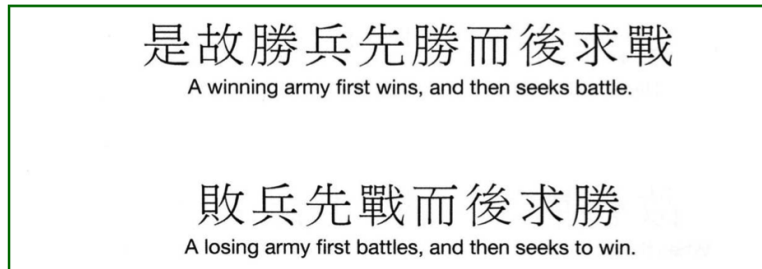 是故勝兵先勝而後求戰
A winning army first wins, and then seeks battle.
敗兵先戰而後求勝
A losing army first battles, and then seeks to win.